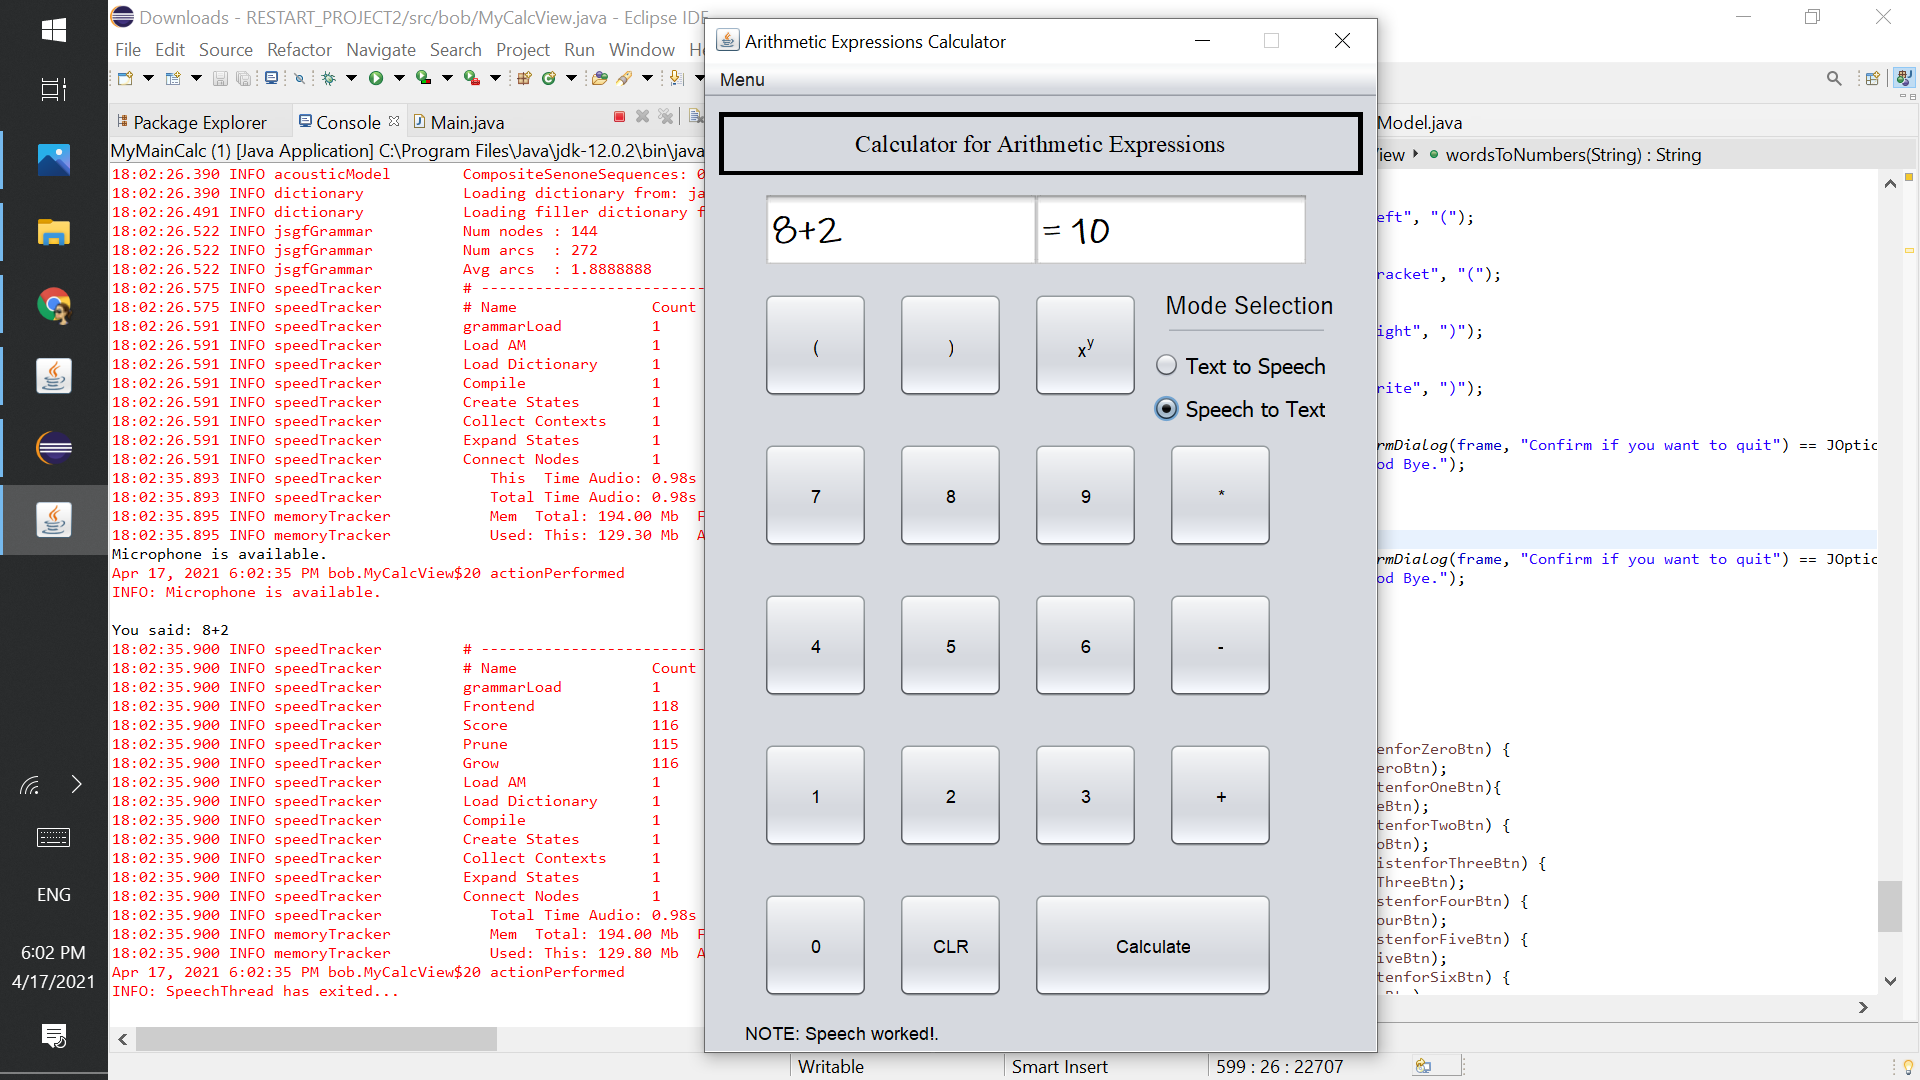 Downloads - RESTART_PROJECT2/src/bob/MyCalcView.java - Eclipse IDE
File Edit Source Refactor Navigate Search Project Run Window
Package Explorer Console Main.java
MyMainCalc (1) [Java Application] C:\Program Files\Java\jdk-12.0.2\bin\java
18:02:26.390 INFO acousticModel CompositeSenoneSequences: 0
18:02:26.390 INFO dictionary Loading dictionary from: ja
18:02:26.491 INFO dictionary Loading filler dictionary f
18:02:26.522 INFO jsgfGrammar Num nodes : 144
18:02:26.522 INFO jsgfGrammar Num arcs : 272
18:02:26.522 INFO jsgfGrammar Avg arcs : 1.8888888
18:02:26.575 INFO speedTracker # -------------------------
18:02:26.575 INFO speedTracker # Name Count
18:02:26.591 INFO speedTracker grammarLoad 1
18:02:26.591 INFO speedTracker Load AM 1
18:02:26.591 INFO speedTracker Load Dictionary 1
18:02:26.591 INFO speedTracker Compile 1
18:02:26.591 INFO speedTracker Create States 1
18:02:26.591 INFO speedTracker Collect Contexts 1
18:02:26.591 INFO speedTracker Expand States 1
18:02:26.591 INFO speedTracker Connect Nodes 1
18:02:35.893 INFO speedTracker This Time Audio: 0.98s
18:02:35.893 INFO speedTracker Total Time Audio: 0.98s
18:02:35.895 INFO memoryTracker Mem Total: 194.00 Mb F
18:02:35.895 INFO memoryTracker Used: This: 129.30 Mb A
Microphone is available.
Apr 17, 2021 6:02:35 PM bob.MyCalcView$20 actionPerformed
INFO: Microphone is available.
You said: 8+2
18:02:35.900 INFO speedTracker # -------------------------
18:02:35.900 INFO speedTracker # Name Count
18:02:35.900 INFO speedTracker grammarLoad 1
18:02:35.900 INFO speedTracker Frontend 118
18:02:35.900 INFO speedTracker Score 116
18:02:35.900 INFO speedTracker Prune 115
18:02:35.900 INFO speedTracker Grow 116
18:02:35.900 INFO speedTracker Load AM 1
18:02:35.900 INFO speedTracker Load Dictionary 1
18:02:35.900 INFO speedTracker Compile 1
18:02:35.900 INFO speedTracker Create States 1
18:02:35.900 INFO speedTracker Collect Contexts 1
18:02:35.900 INFO speedTracker Expand States 1
18:02:35.900 INFO speedTracker Connect Nodes 1
18:02:35.900 INFO speedTracker Total Time Audio: 0.98s
18:02:35.900 INFO memoryTracker Mem Total: 194.00 Mb F
18:02:35.900 INFO memoryTracker Used: This: 129.80 Mb A
Apr 17, 2021 6:02:35 PM bob.MyCalcView$20 actionPerformed
INFO: SpeechThread has exited...
Arithmetic Expressions Calculator
Menu
Calculator for Arithmetic Expressions
8+2 = 10
( ) xy
Mode Selection
Text to Speech
Speech to Text
7 8 9 *
4 5 6 -
1 2 3 +
0 CLR Calculate
NOTE: Speech worked!.
Model.java
iew wordsToNumbers(String) : String
eft", "(");
racket", "(");
ight", ")");
rite", ")");
rmDialog(frame, "Confirm if you want to quit") == JOptic
od Bye.");
rmDialog(frame, "Confirm if you want to quit") == JOptic
od Bye.");
enforZeroBtn) {
eroBtn);
tenforOneBtn){
eBtn);
tenforTwoBtn) {
oBtn);
istenforThreeBtn) {
ThreeBtn);
stenforFourBtn) {
ourBtn);
stenforFiveBtn) {
iveBtn);
tenforSixBtn) {
Writable Smart Insert 599 : 26 : 22707
ENG
6:02 PM
4/17/2021